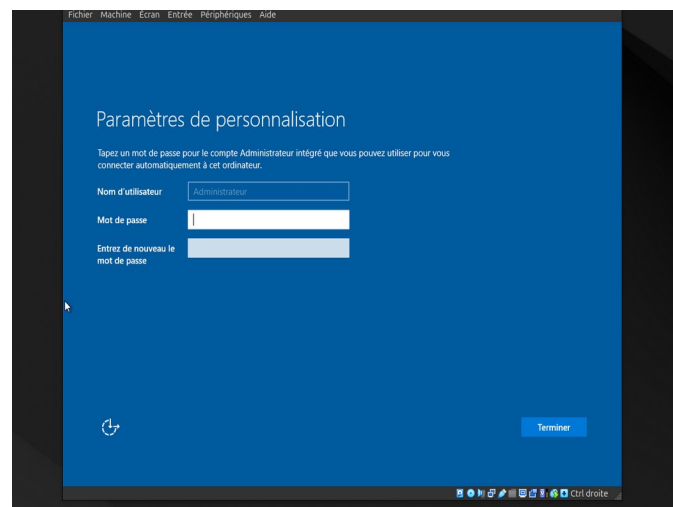 Fichier Machine Écran Entrée Périphériques Aide
Paramètres de personnalisation
Tapez un mot de passe pour le compte Administrateur intégré que vous pouvez utiliser pour vous
connecter automatiquement à cet ordinateur.
Nom d'utilisateur Administrateur
Mot de passe
Entrez de nouveau le
mot de passe
Terminer
Ctrl droite